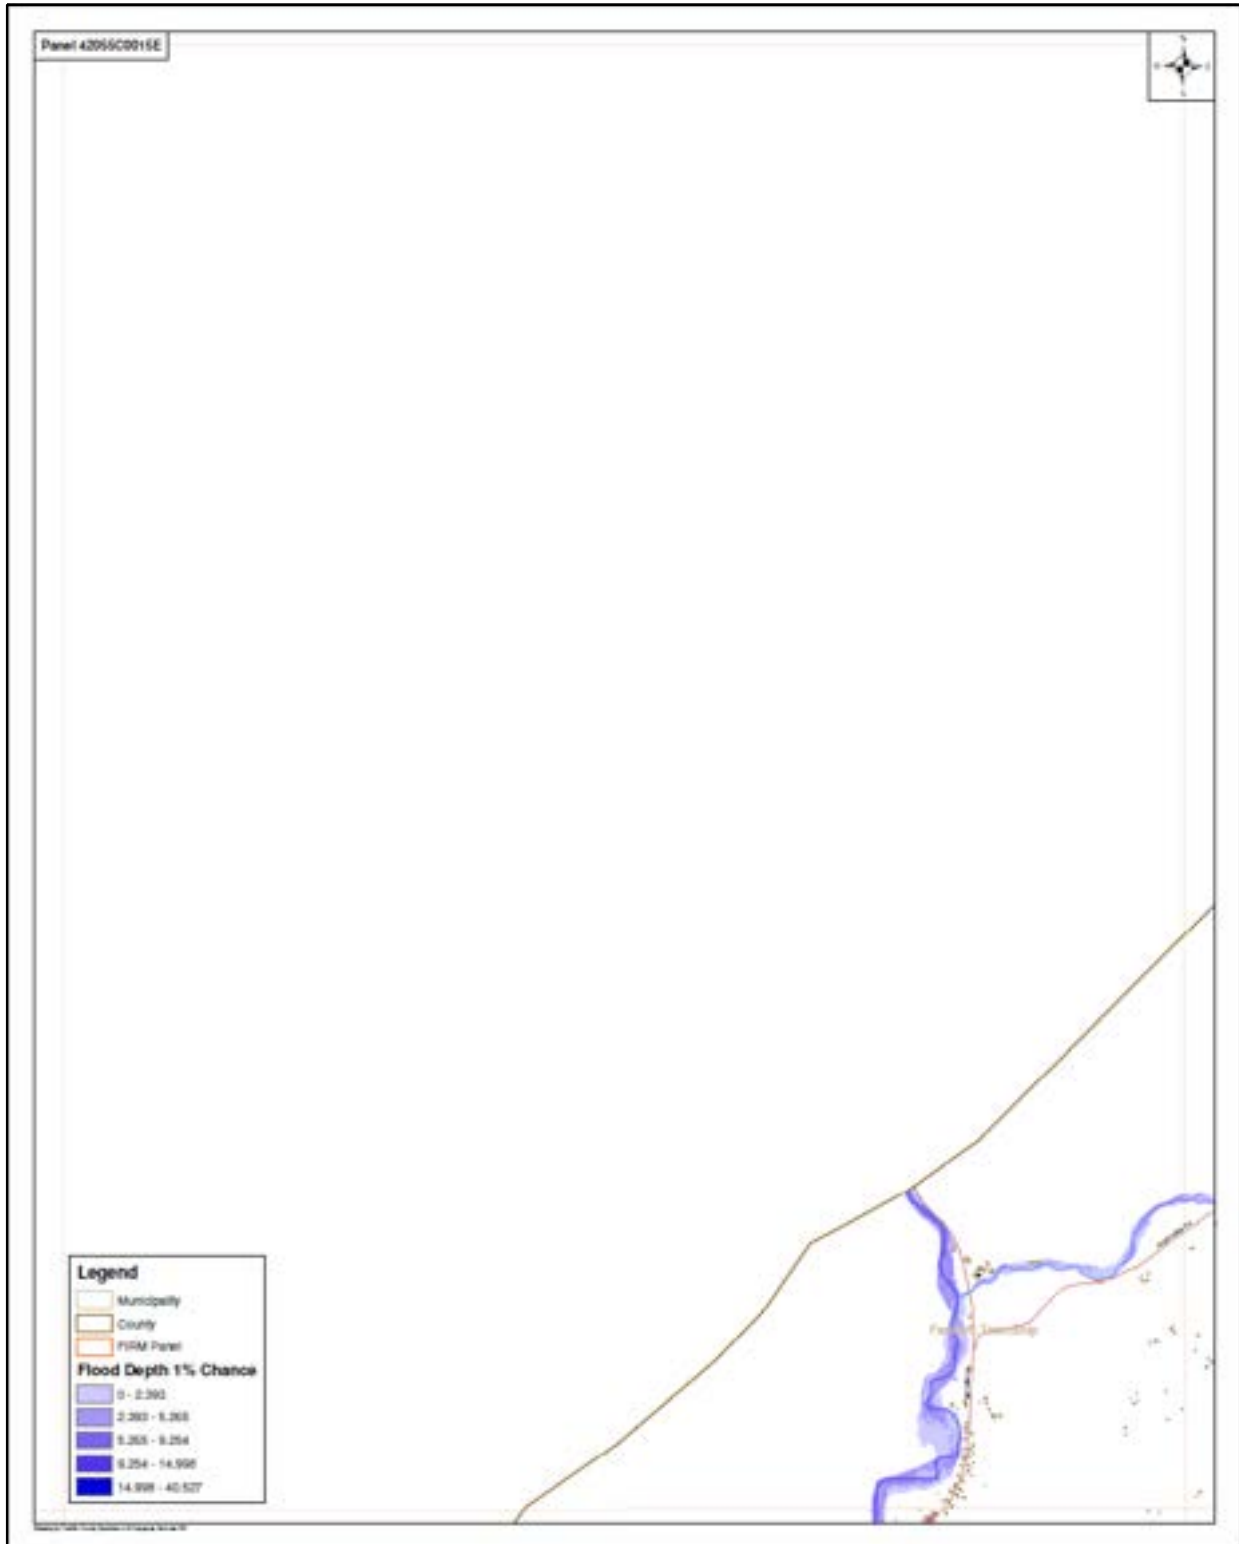 Panel 42055C0015E
Township
Legend
Municipality
County
FIRM Panel
Flood Depth 1% Chance
0 - 2.393
2.393 - 5.265
5.265 - 9.254
9.254 - 14.998
14.998 - 40.527